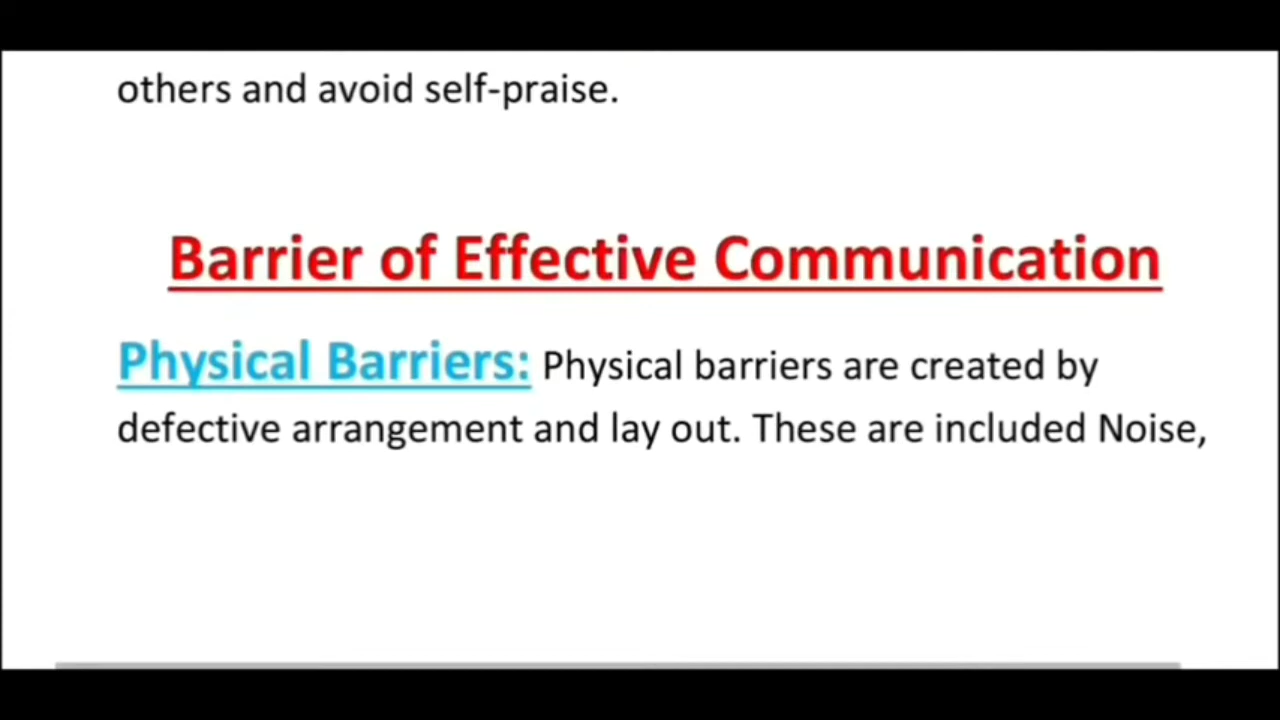 others and avoid self-praise.
Barrier of Effective Communication
Physical Barriers: Physical barriers are created by
defective arrangement and lay out. These are included Noise,